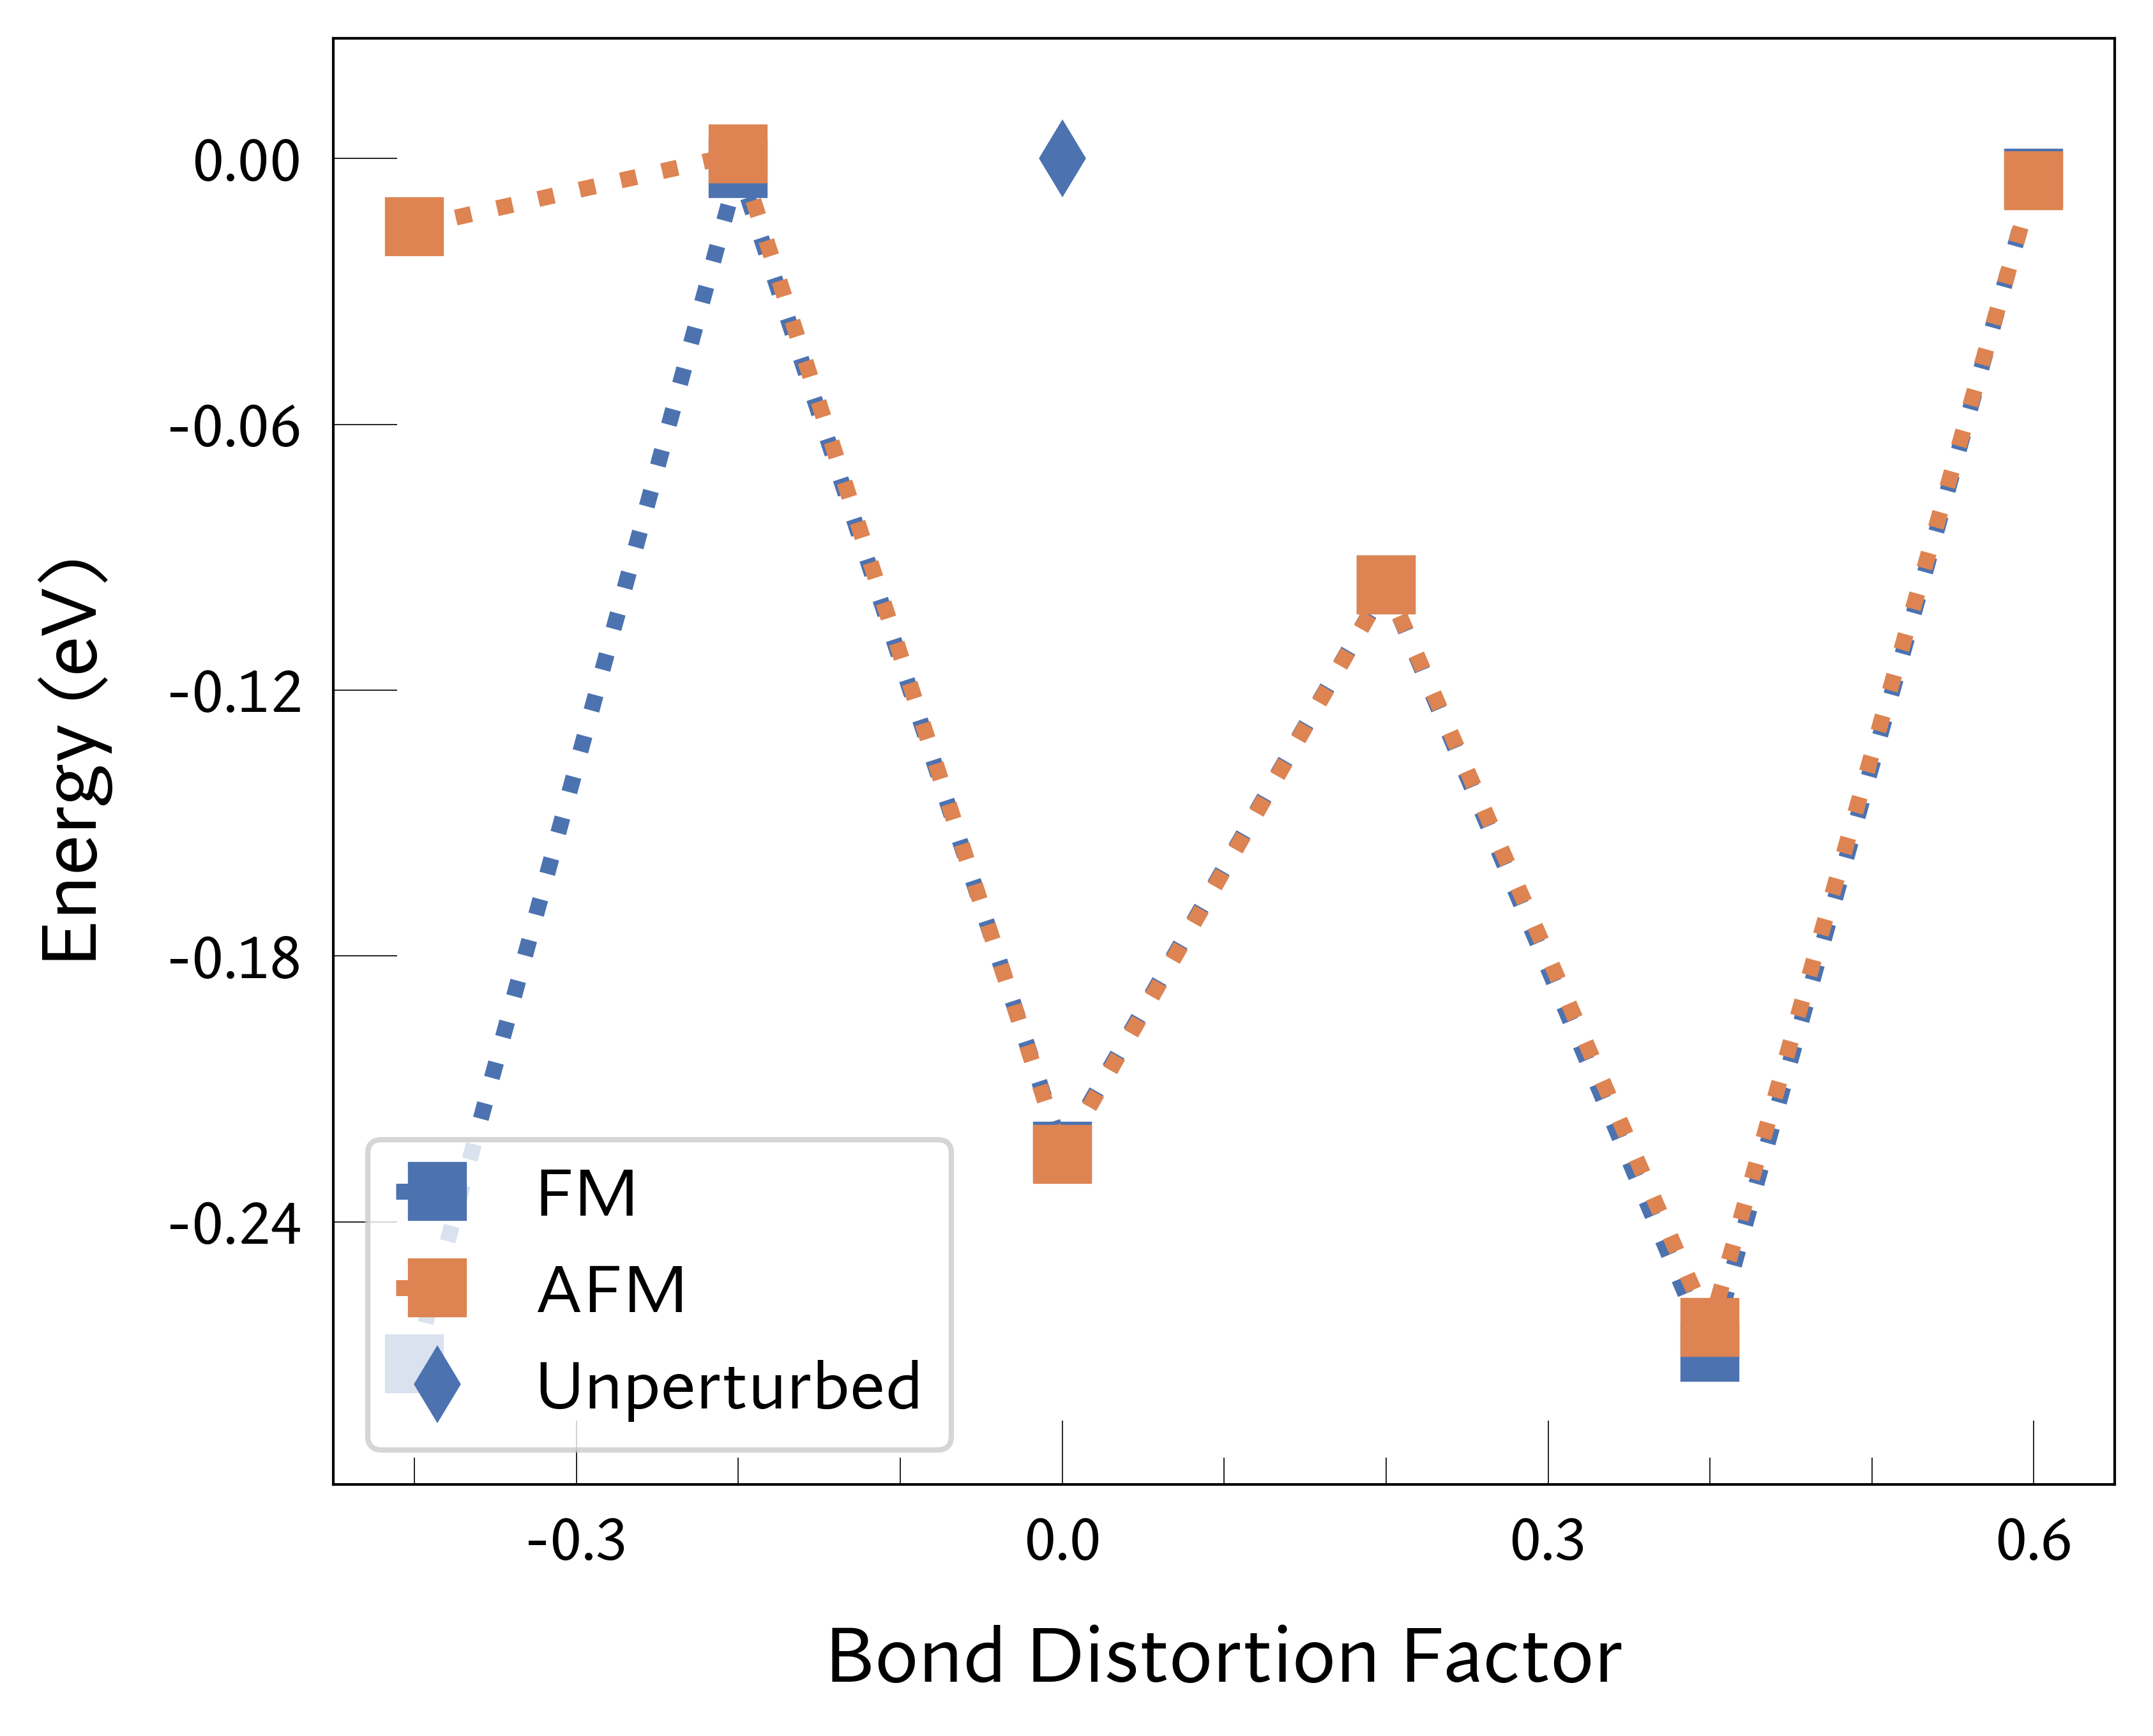 0.00
-0.06
-0.12
-0.18
-0.24
Energy (eV)
FM
AFM
Unperturbed
-0.3
0.0
0.3
0.6
Bond Distortion Factor